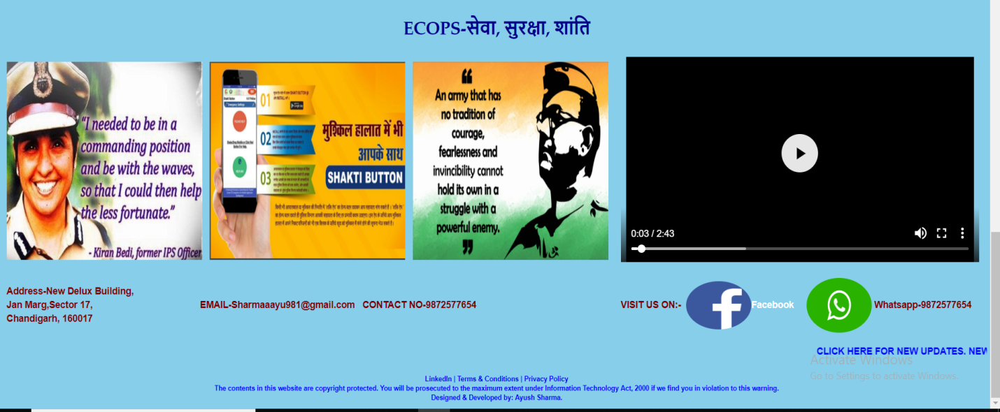 ECOPS-सेवा, सुरक्षा, शांति
“I needed to be in a
commanding position
and be with the waves,
so that I could then help
the less fortunate.”
- Kiran Bedi, former IPS Officer
01
02
03
मुश्किल हालात में भी
आपके साथ
SHAKTI BUTTON
“
An army that has
no tradition of
courage,
fearlessness and
invincibility cannot
hold its own in a
struggle with a
powerful enemy.
”
0:03 / 2:43
Address-New Delux Building,
Jan Marg,Sector 17,
Chandigarh, 160017
EMAIL-Sharmaaayu981@gmail.com CONTACT NO-9872577654
VISIT US ON:- f Facebook Whatsapp-9872577654
CLICK HERE FOR NEW UPDATES. NEW
Activate Windows
Go to Settings to activate Windows.
LinkedIn | Terms & Conditions | Privacy Policy
The contents in this website are copyright protected. You will be prosecuted to the maximum extent under Information Technology Act, 2000 if we find you in violation to this warning.
Designed & Developed by: Ayush Sharma.